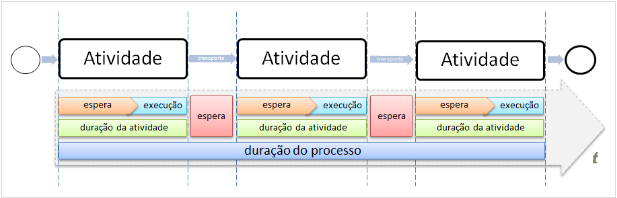 Atividade transporte Atividade transporte Atividade
espera execução espera execução espera execução
espera espera
duração da atividade duração da atividade duração da atividade
duração do processo
t